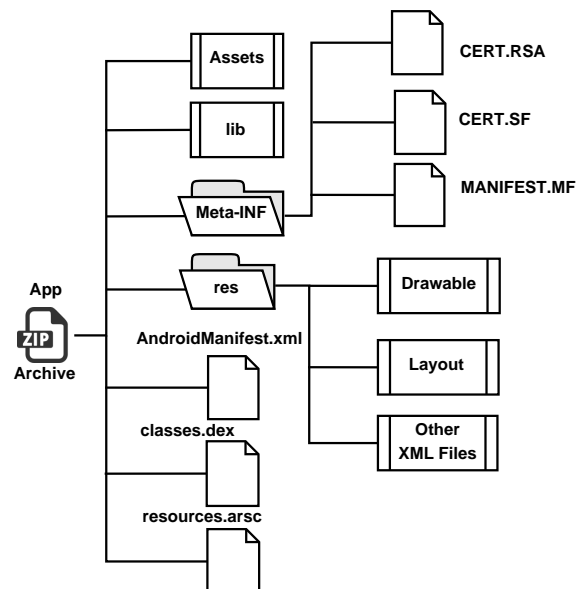 Assets
CERT.RSA
lib
CERT.SF
Meta-INF
MANIFEST.MF
res
Drawable
App
ZIP
Archive
AndroidManifest.xml
Layout
classes.dex
Other
XML Files
resources.arsc